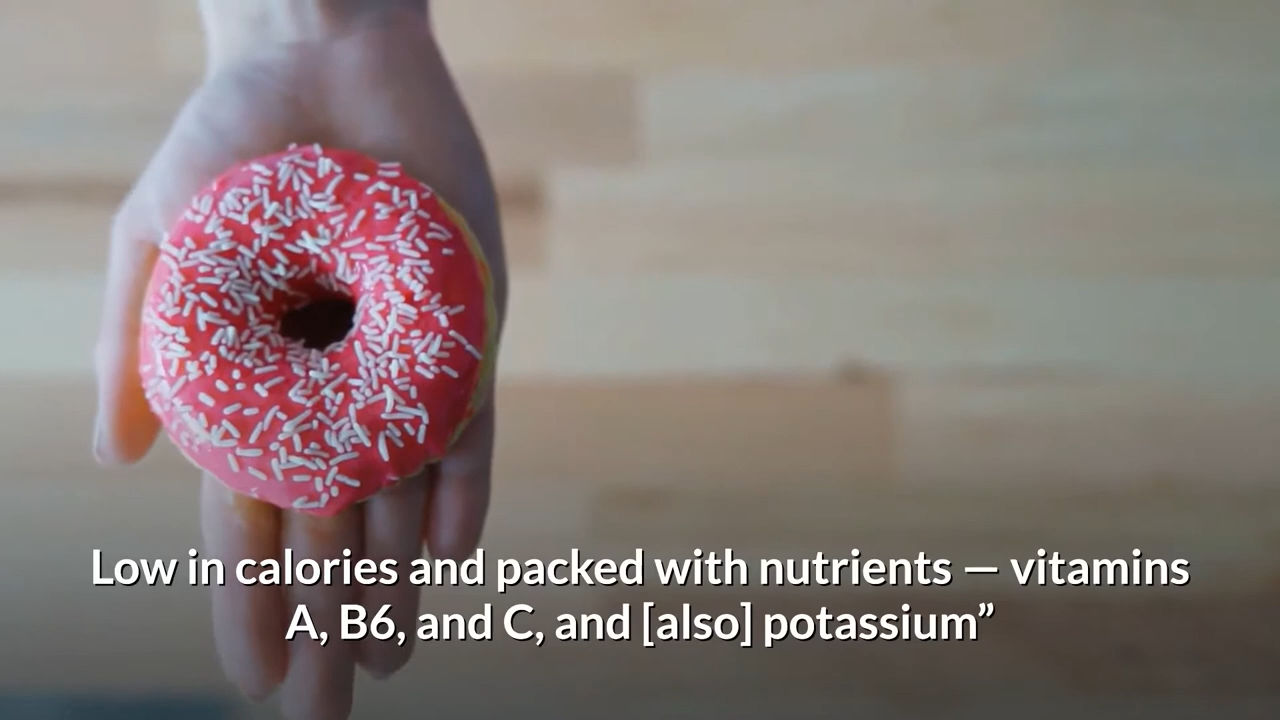 Low in calories and packed with nutrients — vitamins
A, B6, and C, and [also] potassium”